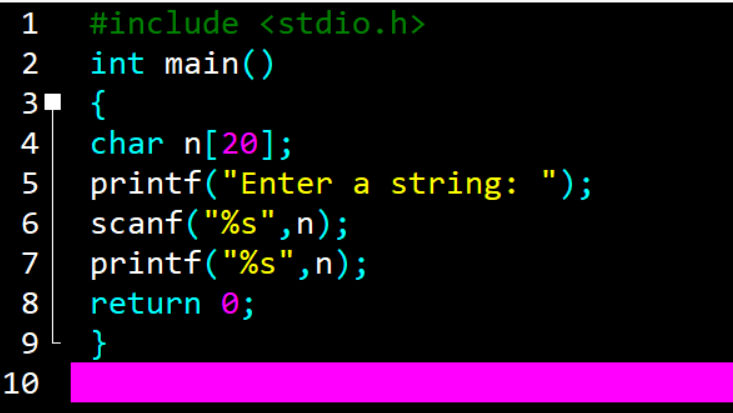 1 #include <stdio.h>
2 int main()
3 {
4 char n[20];
5 printf("Enter a string: ");
6 scanf("%s",n);
7 printf("%s",n);
8 return 0;
9 }
10